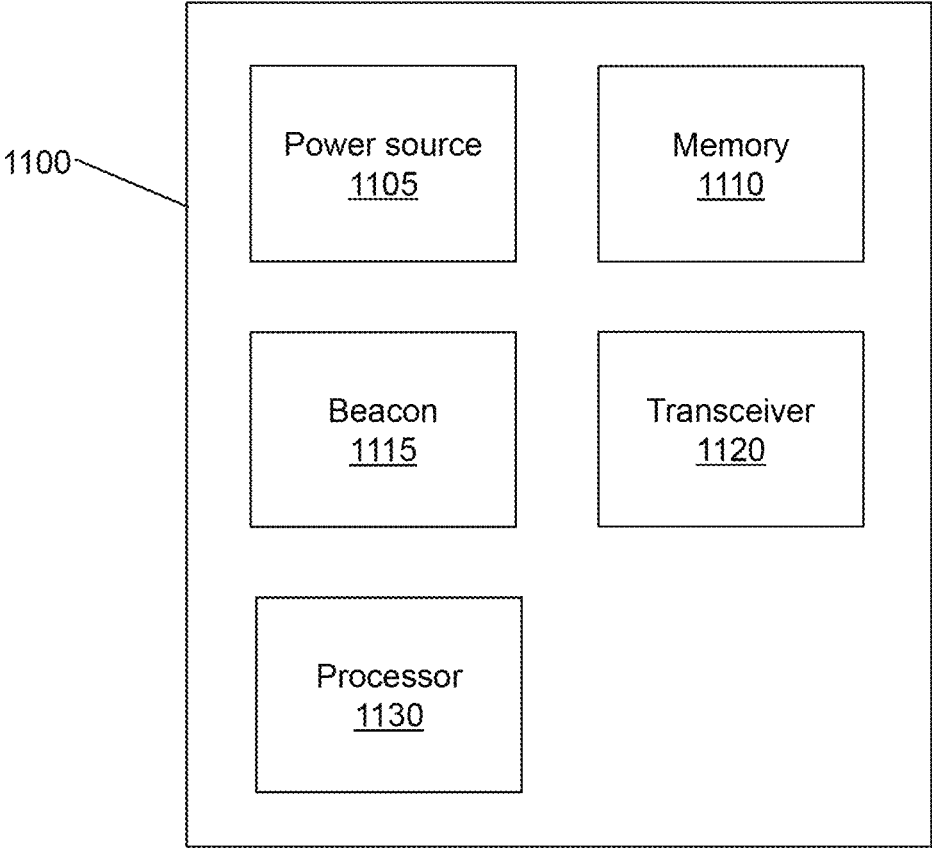 Power source
1105
Memory
1110
1100
Beacon
1115
Transceiver
1120
Processor
1130